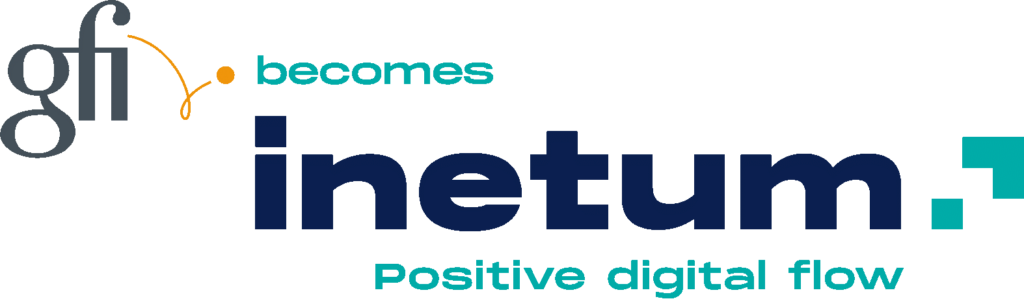 gfi
becomes
inetum
Positive digital flow